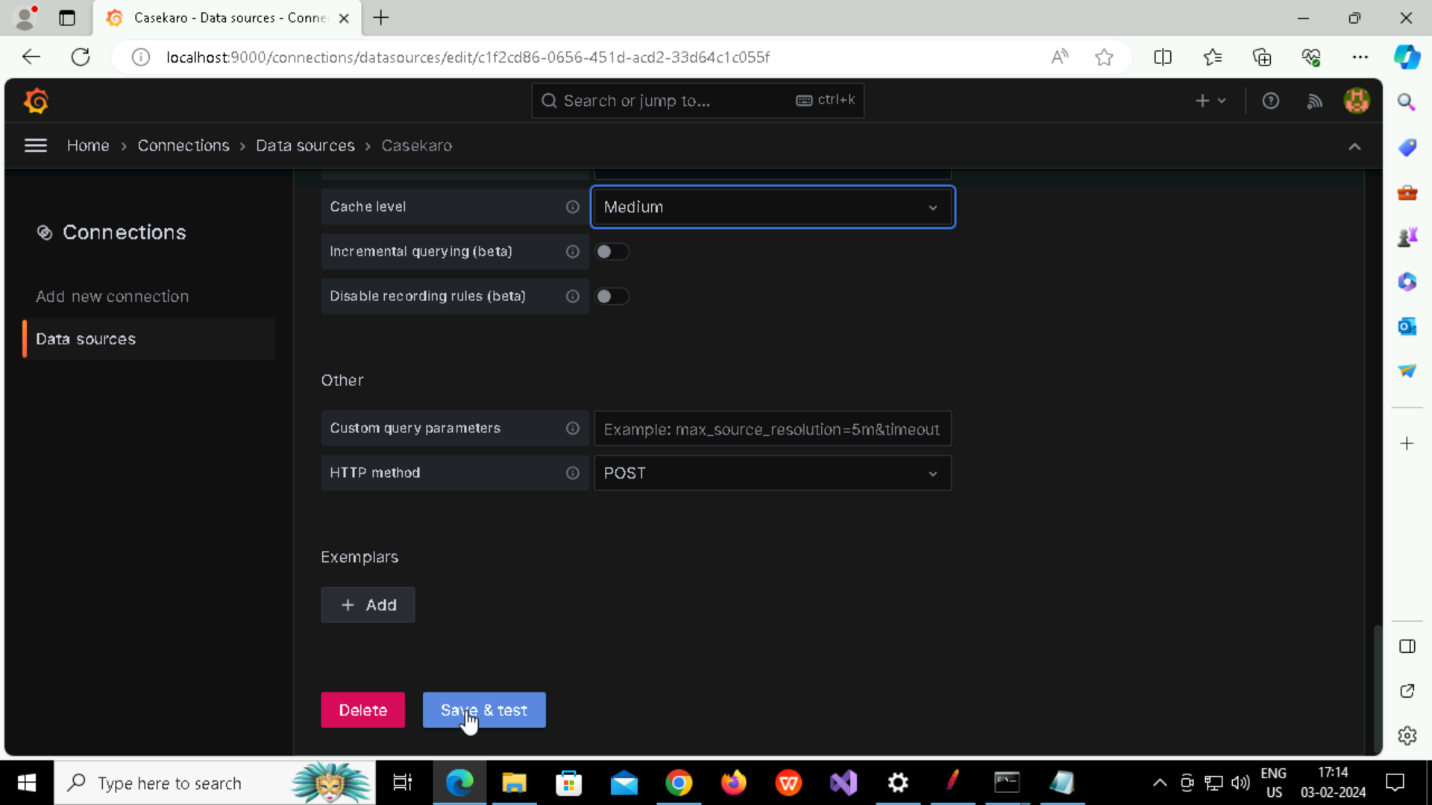 Casekaro - Data sources - Conne
localhost:9000/connections/datasources/edit/c1f2cd86-0656-451d-acd2-33d64c1c055f
Search or jump to... ctrl+k
Home › Connections › Data sources › Casekaro
Connections
Add new connection
Data sources
Cache level
Medium
Incremental querying (beta)
Disable recording rules (beta)
Other
Custom query parameters
Example: max_source_resolution=5m&timeout
HTTP method
POST
Exemplars
+ Add
Delete
Save & test
Type here to search
ENG
US
17:14
03-02-2024